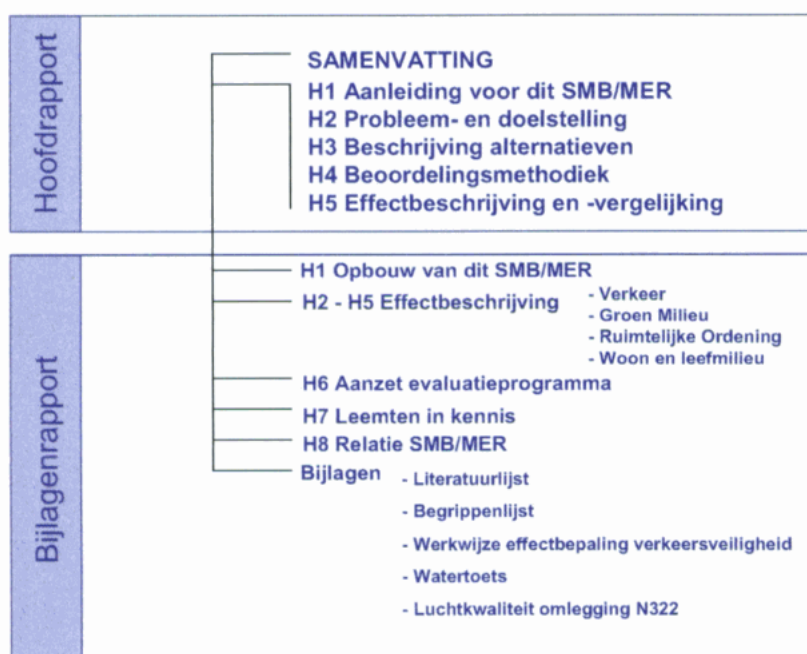 Hoofdrapport
SAMENVATTING
H1 Aanleiding voor dit SMB/MER
H2 Probleem- en doelstelling
H3 Beschrijving alternatieven
H4 Beoordelingsmethodiek
H5 Effectbeschrijving en -vergelijking
Bijlagenrapport
H1 Opbouw van dit SMB/MER
H2 - H5 Effectbeschrijving
- Verkeer
- Groen Milieu
- Ruimtelijke Ordening
- Woon en leefmilieu
H6 Aanzet evaluatieprogramma
H7 Leemten in kennis
H8 Relatie SMB/MER
Bijlagen
- Literatuurlijst
- Begrippenlijst
- Werkwijze effectbepaling verkeersveiligheid
- Watertoets
- Luchtkwaliteit omlegging N322